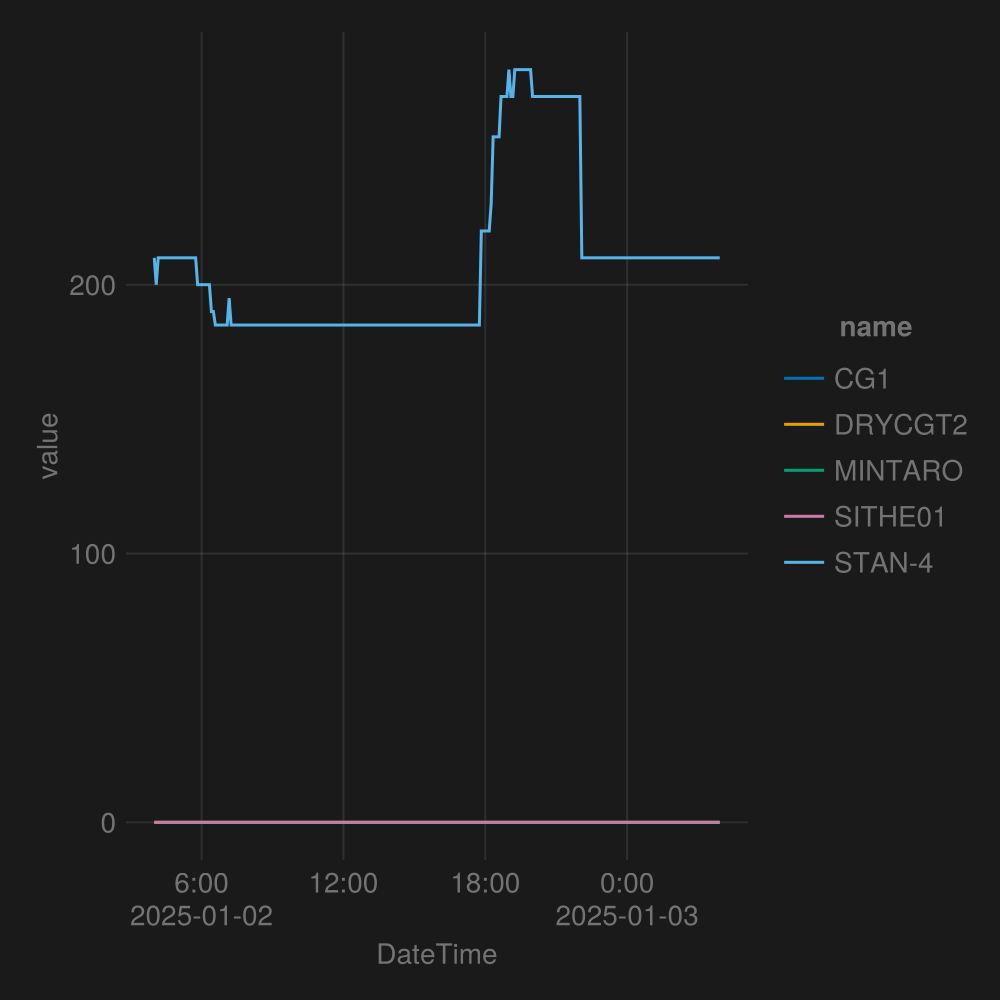 200
100
0
value
6:00
12:00
18:00
0:00
2025-01-02
2025-01-03
DateTime
name
CG1
DRYCGT2
MINTARO
SITHE01
STAN-4